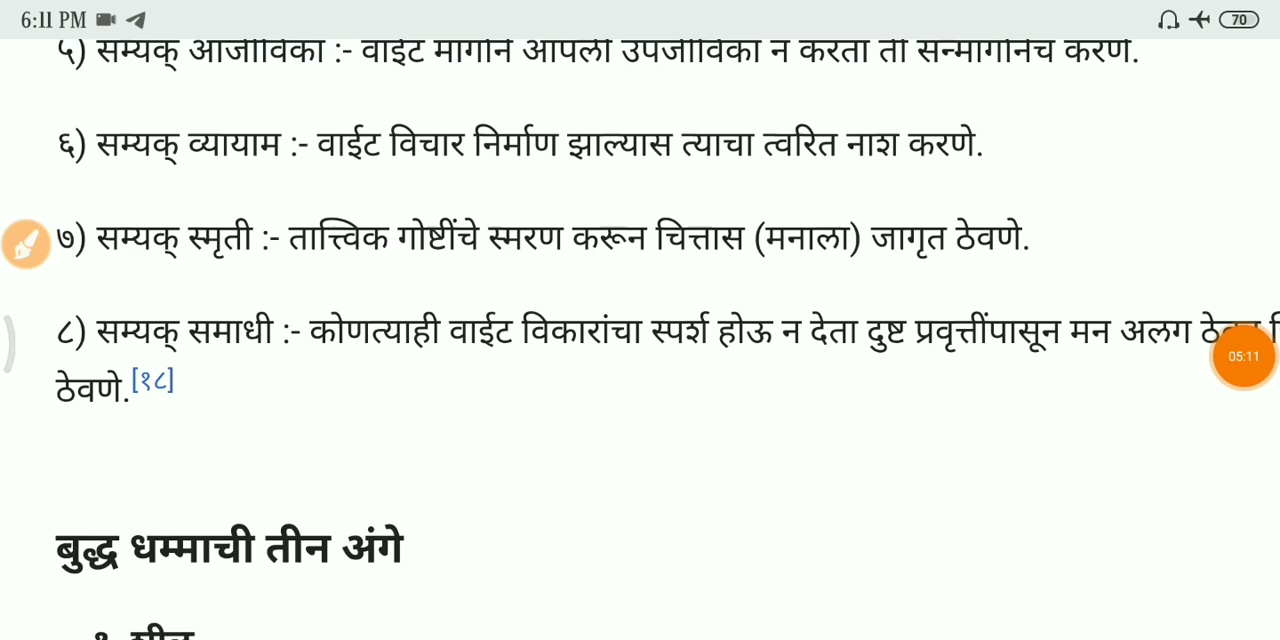 6:11 PM 70
५) सम्यक् आजीविका :- वाईट मार्गाने आपली उपजीविका न करता ती सन्मार्गानेच करणे.
६) सम्यक् व्यायाम :- वाईट विचार निर्माण झाल्यास त्याचा त्वरित नाश करणे.
७) सम्यक् स्मृती :- तात्त्विक गोष्टींचे स्मरण करून चित्तास (मनाला) जागृत ठेवणे.
८) सम्यक् समाधी :- कोणत्याही वाईट विकारांचा स्पर्श होऊ न देता दुष्ट प्रवृत्तींपासून मन अलग
05:11
ठेवणे.[१८]
बुद्ध धम्माची तीन अंगे